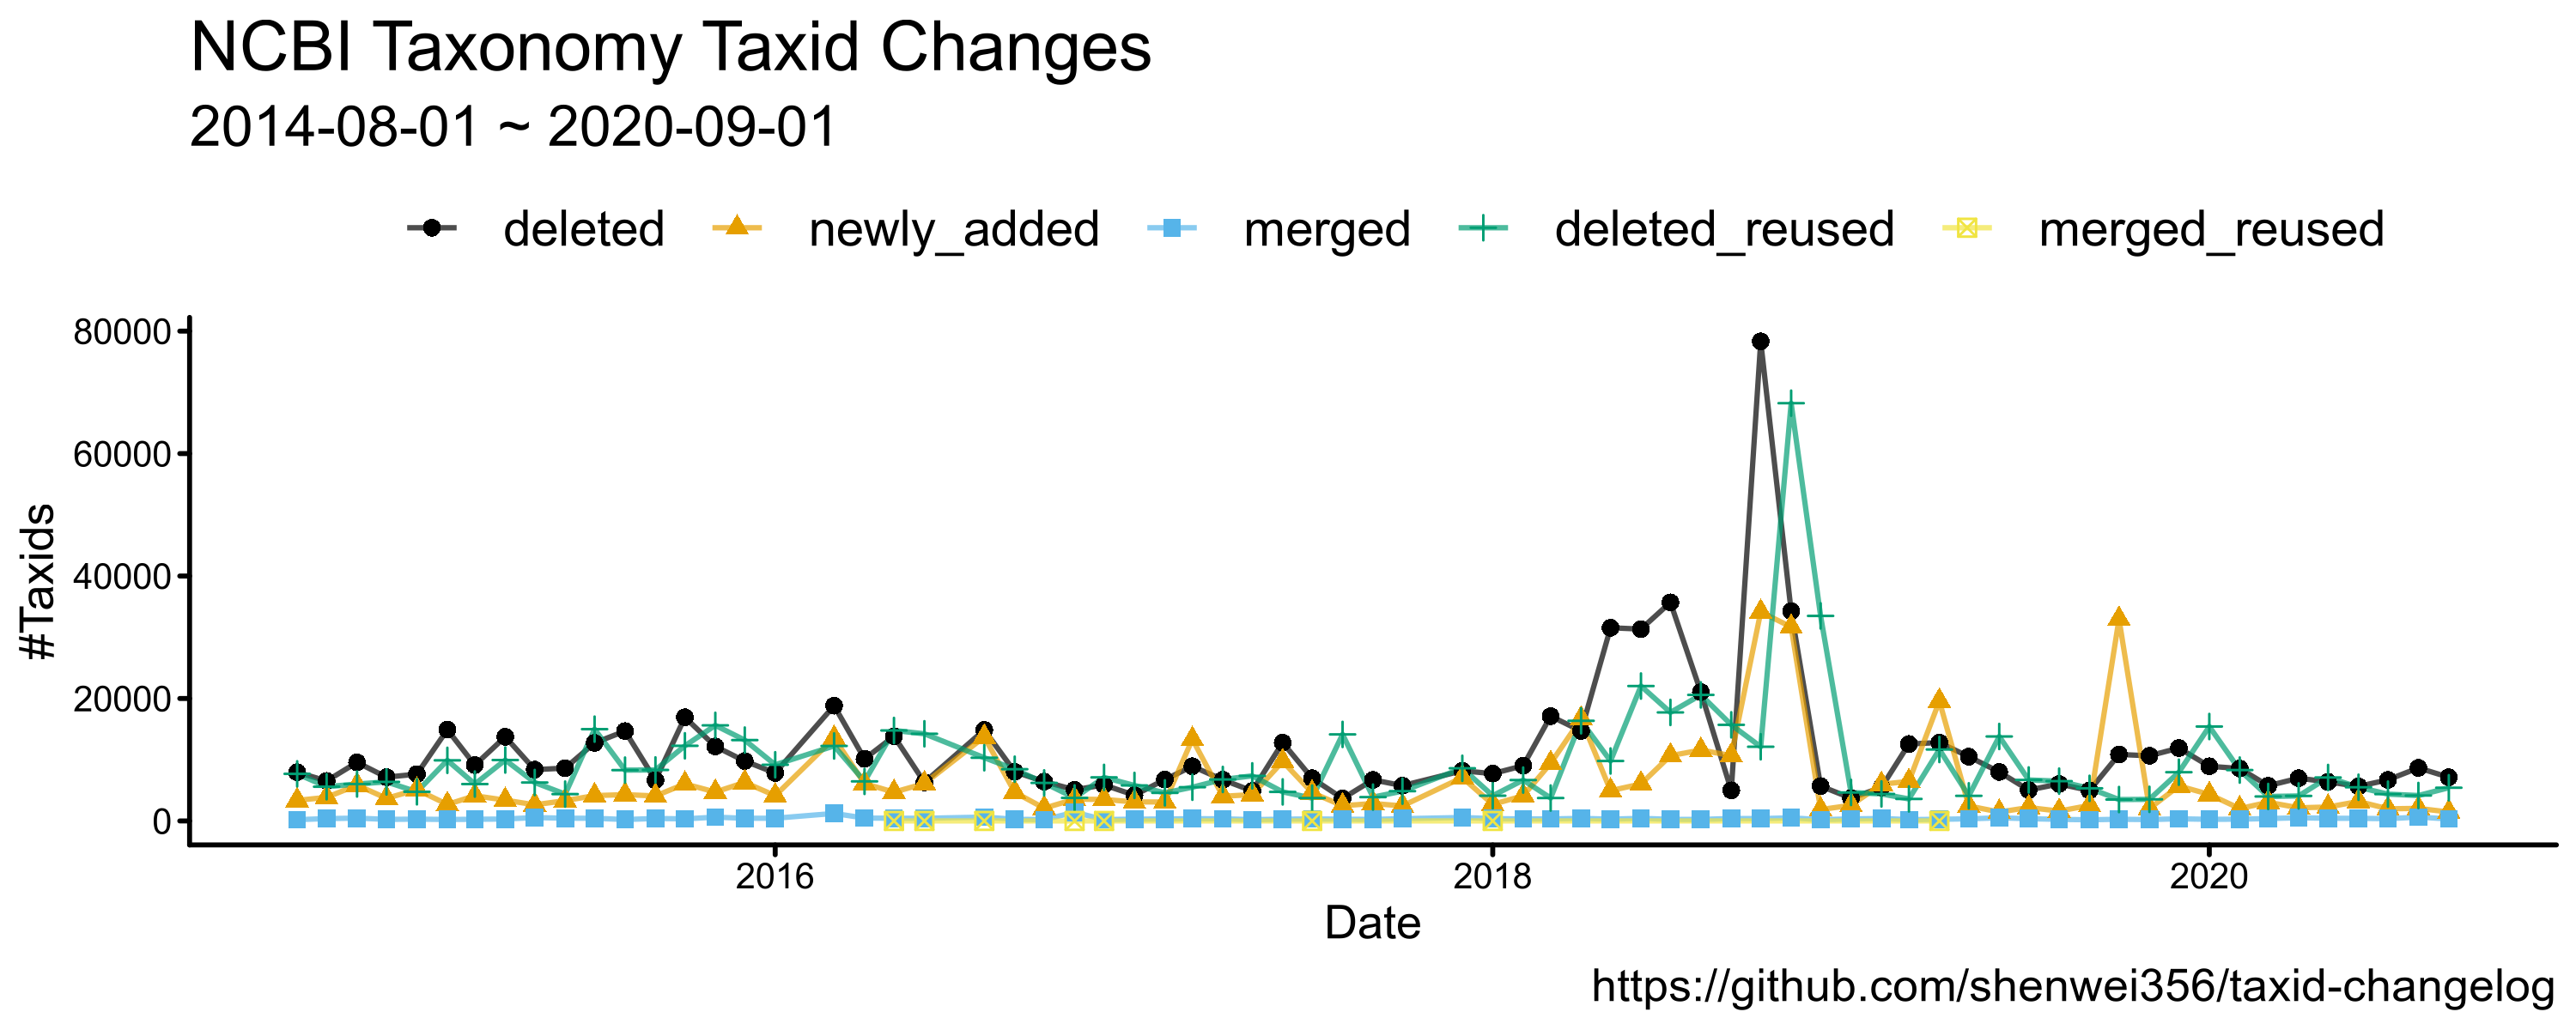 NCBI Taxonomy Taxid Changes
2014-08-01 ~ 2020-09-01
deleted newly_added merged deleted_reused merged_reused
80000
60000
40000
20000
0
#Taxids
2016 2018 2020
Date
https://github.com/shenwei356/taxid-changelog